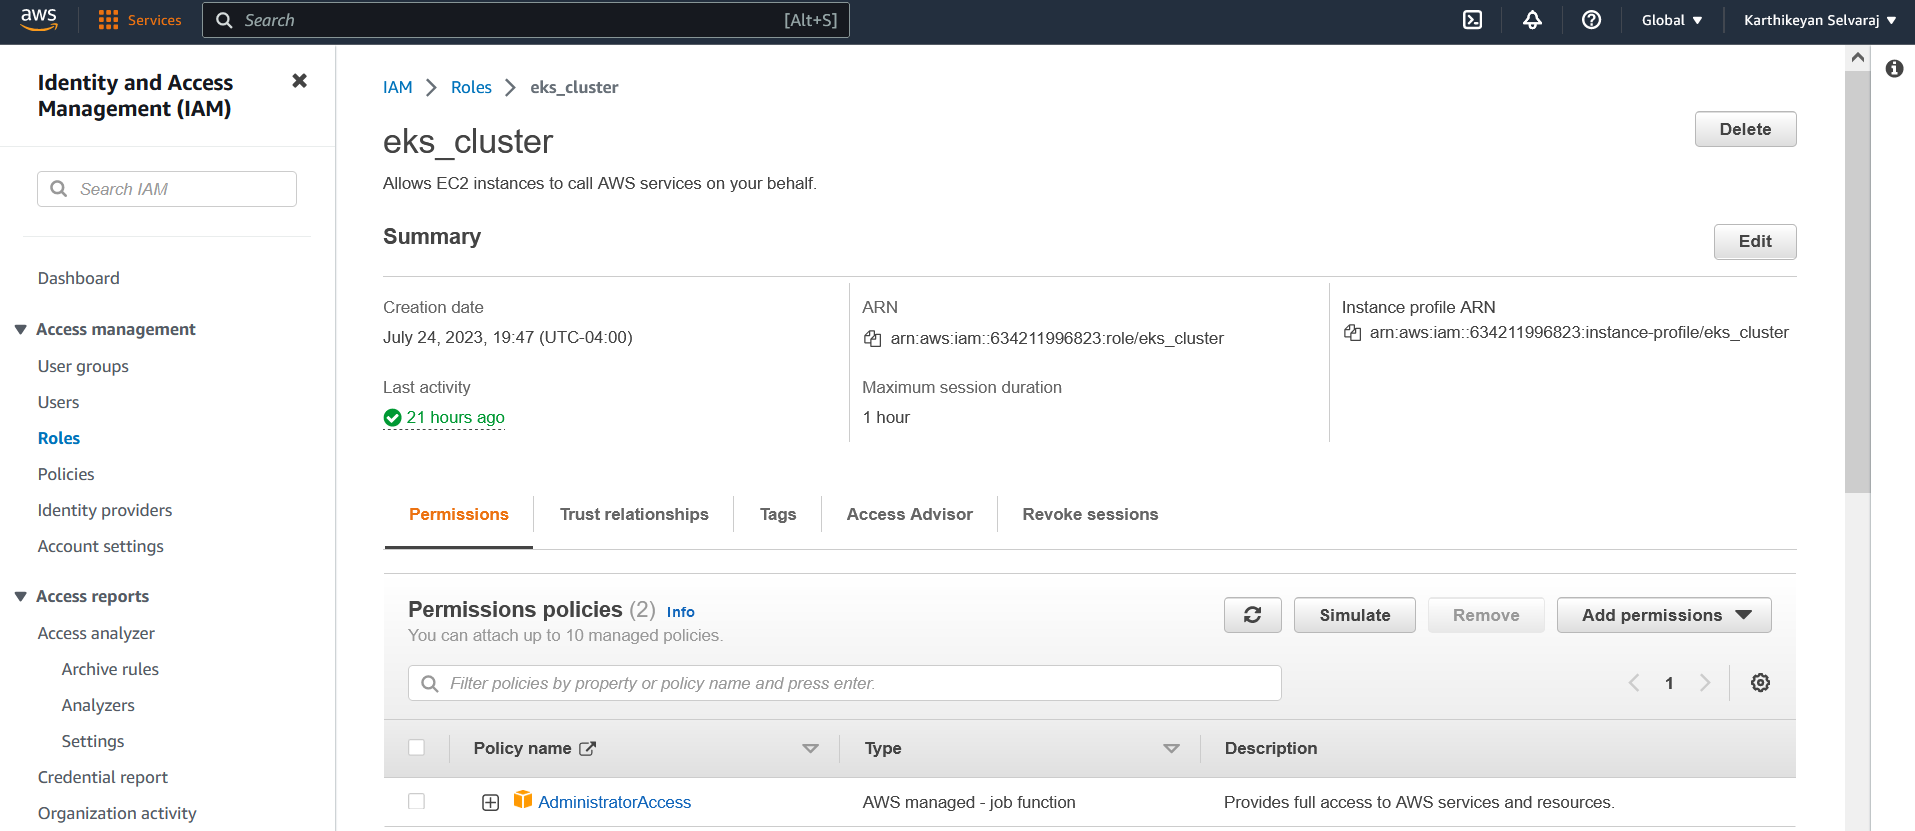 aws
Services
Search
[Alt+S]
Global
Karthikeyan Selvaraj
Identity and Access
Management (IAM)
Search IAM
Dashboard
Access management
User groups
Users
Roles
Policies
Identity providers
Account settings
Access reports
Access analyzer
Archive rules
Analyzers
Settings
Credential report
Organization activity
IAM > Roles > eks_cluster
eks_cluster
Delete
Allows EC2 instances to call AWS services on your behalf.
Summary
Edit
Creation date
July 24, 2023, 19:47 (UTC-04:00)
Last activity
21 hours ago
ARN
arn:aws:iam::634211996823:role/eks_cluster
Maximum session duration
1 hour
Instance profile ARN
arn:aws:iam::634211996823:instance-profile/eks_cluster
Permissions
Trust relationships
Tags
Access Advisor
Revoke sessions
Permissions policies (2) Info
You can attach up to 10 managed policies.
Simulate
Remove
Add permissions
Filter policies by property or policy name and press enter.
1
Policy name
Type
Description
AdministratorAccess
AWS managed - job function
Provides full access to AWS services and resources.